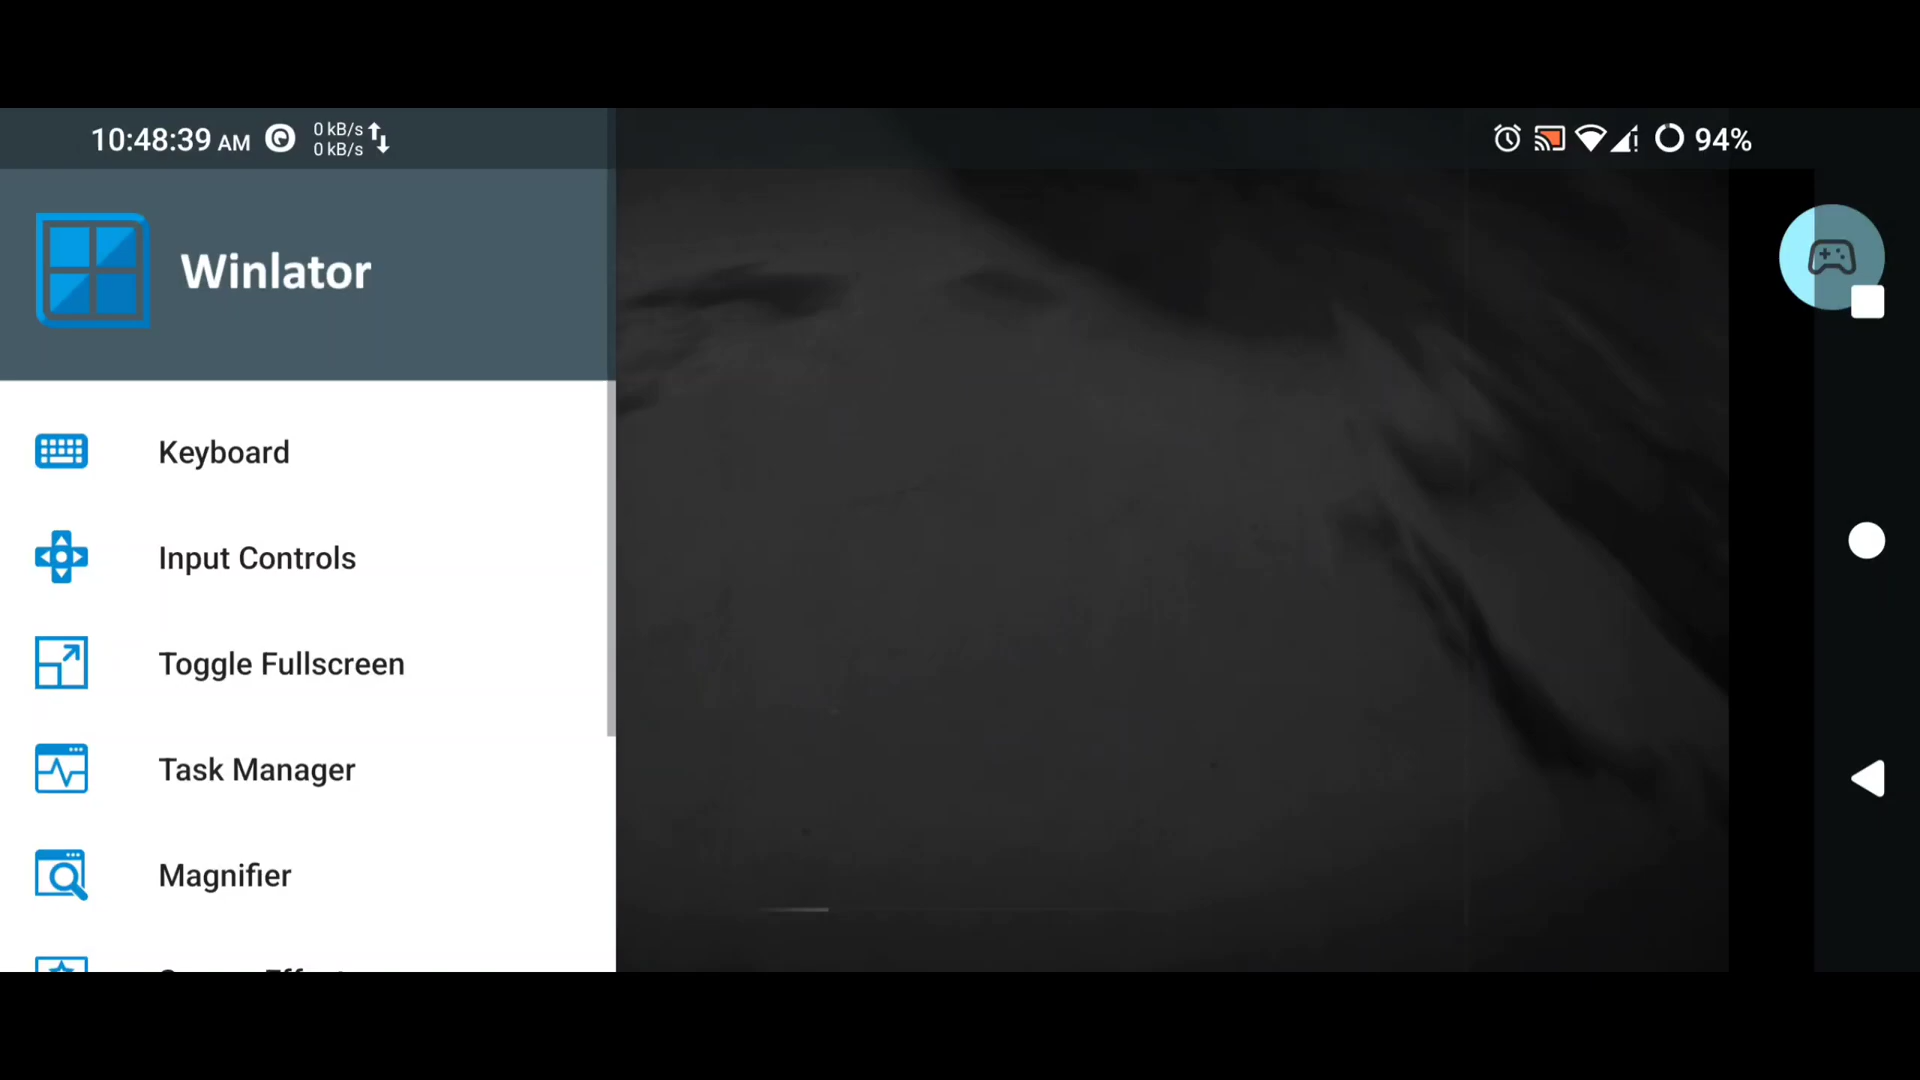 10:48:39 AM
0 kB/s
0 kB/s
94%
Winlator
Keyboard
Input Controls
Toggle Fullscreen
Task Manager
Magnifier